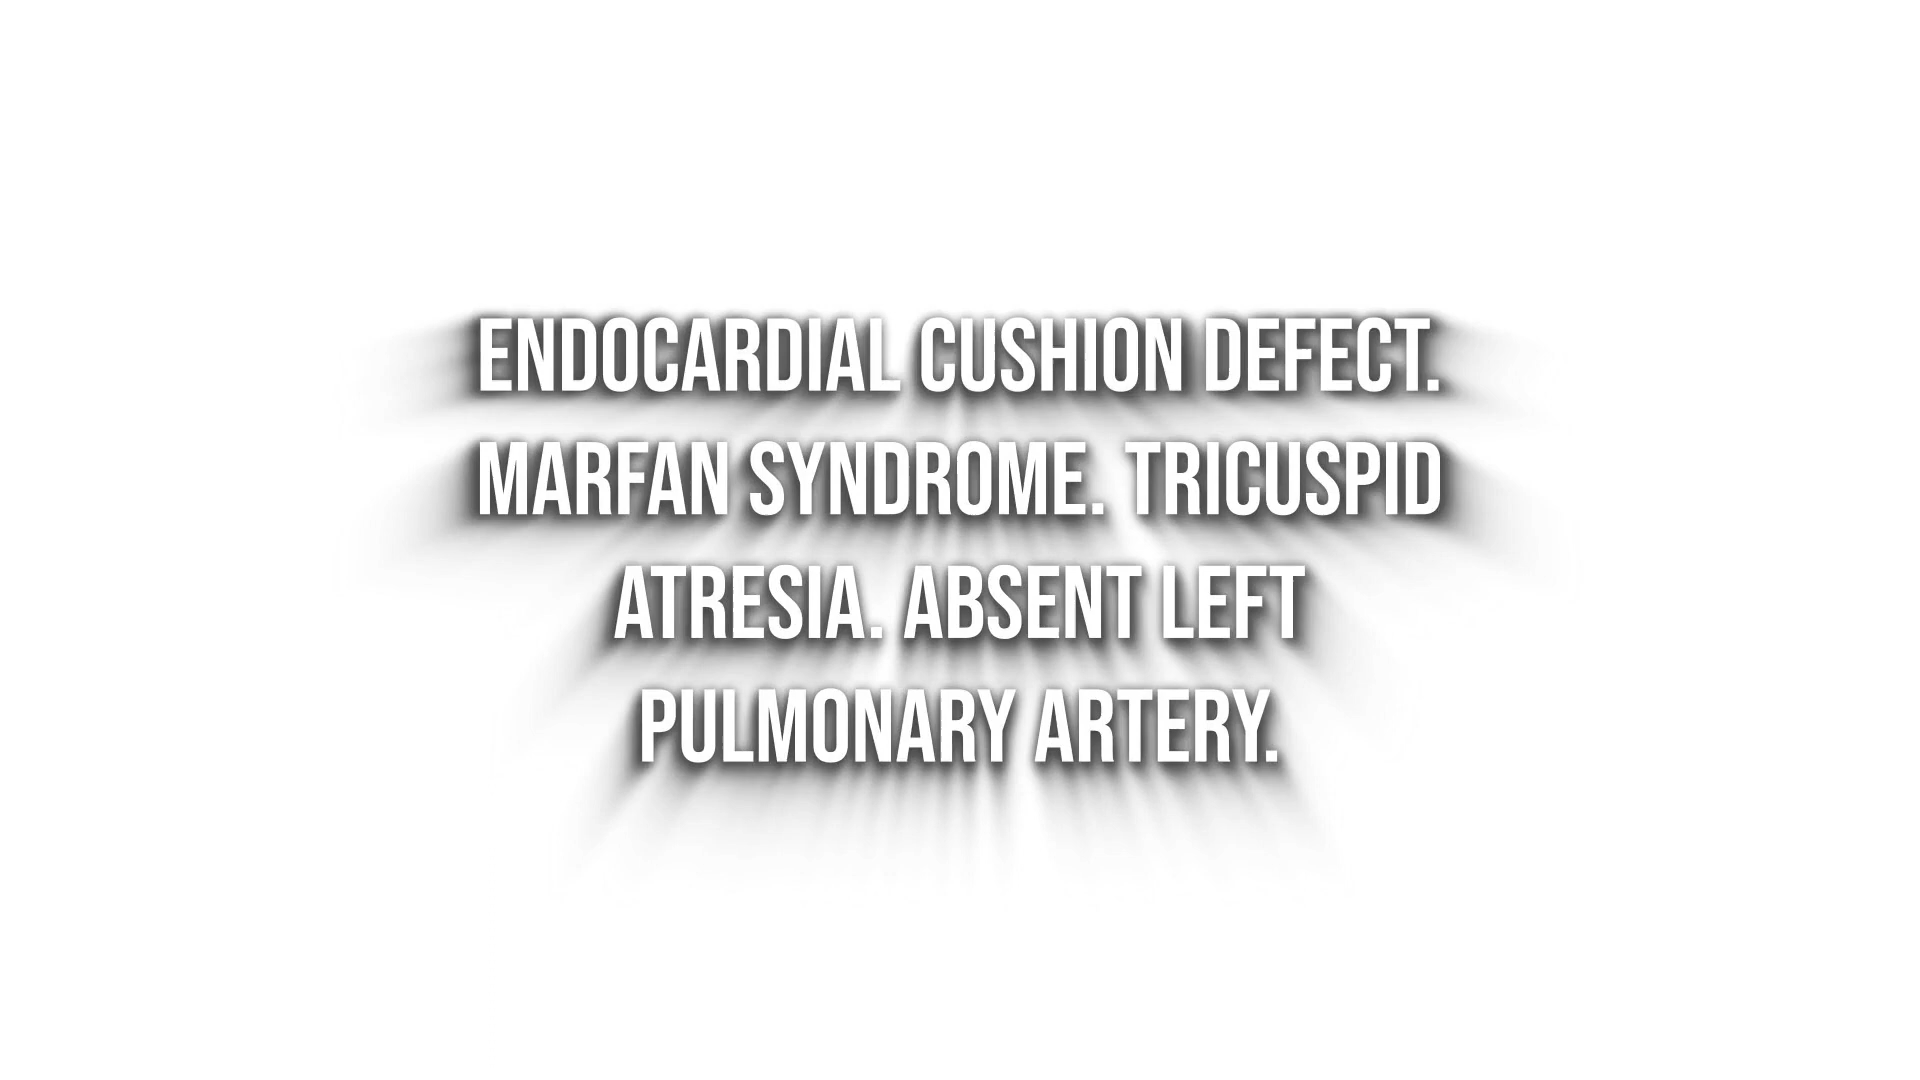 ENDOCARDIAL CUSHION DEFECT.
MARFAN SYNDROME. TRICUSPID
ATRESIA. ABSENT LEFT
PULMONARY ARTERY.